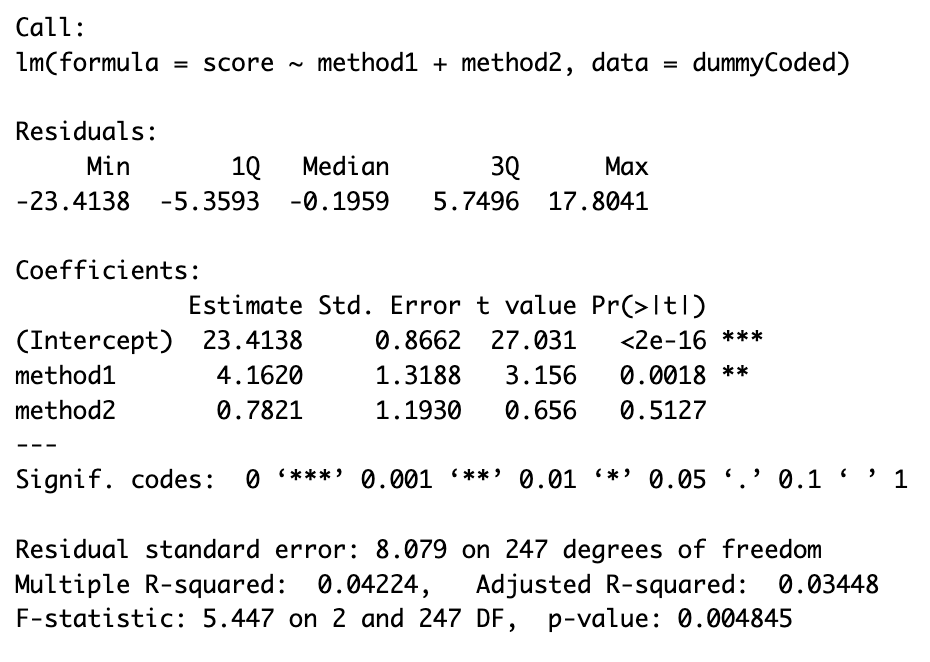 Call:
lm(formula = score ~ method1 + method2, data = dummyCoded)

Residuals:
     Min       1Q   Median       3Q      Max
-23.4138  -5.3593  -0.1959   5.7496  17.8041

Coefficients:
            Estimate Std. Error t value Pr(>|t|)
(Intercept)  23.4138     0.8662  27.031   <2e-16 ***
method1       4.1620     1.3188   3.156   0.0018 **
method2       0.7821     1.1930   0.656   0.5127
---
Signif. codes:  0 ‘***’ 0.001 ‘**’ 0.01 ‘*’ 0.05 ‘.’ 0.1 ‘ ’ 1

Residual standard error: 8.079 on 247 degrees of freedom
Multiple R-squared:  0.04224,   Adjusted R-squared:  0.03448
F-statistic: 5.447 on 2 and 247 DF,  p-value: 0.004845